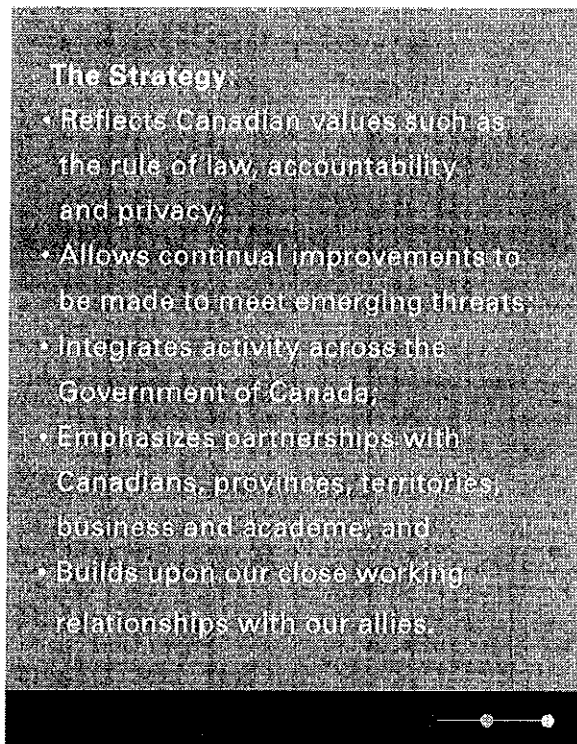 The Strategy:
• Reflects Canadian values such as
the rule of law, accountability
and privacy;
• Allows continual improvements to
be made to meet emerging threats;
• Integrates activity across the
Government of Canada;
• Emphasizes partnerships with
Canadians, provinces, territories,
business and academe; and
• Builds upon our close working
relationships with our allies.